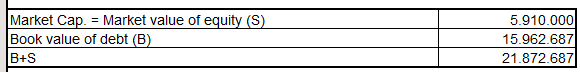 Market Cap. = Market value of equity (S) 5.910.000
Book value of debt (B) 15.962.687
B+S 21.872.687